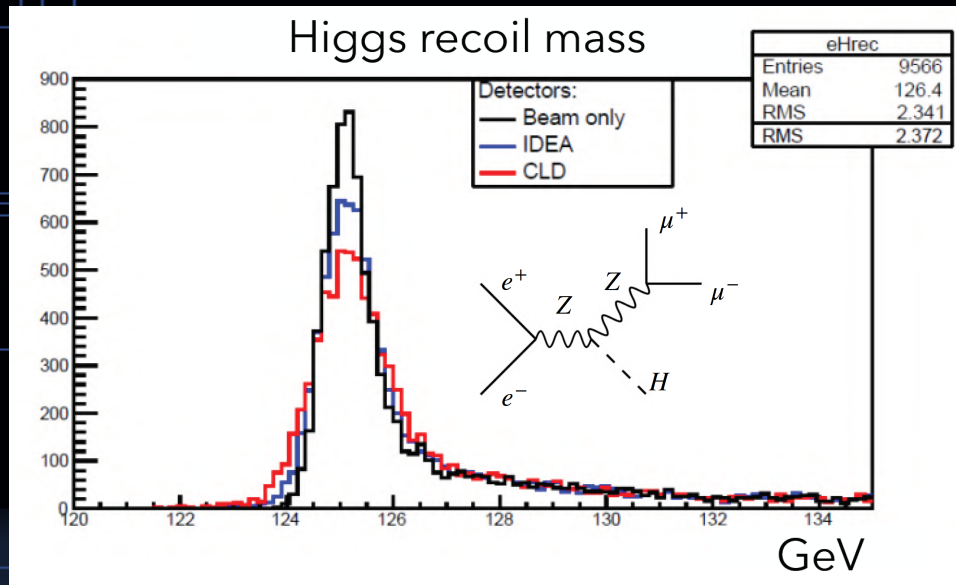 Higgs recoil mass
eHrec
Entries 9566
Mean 126.4
RMS 2.341
RMS 2.372
Detectors:
Beam only
IDEA
CLD
900
800
700
600
500
400
300
200
100
0
e+
e−
Z
Z
μ+
μ−
H
120 122 124 126 128 130 132 134
GeV